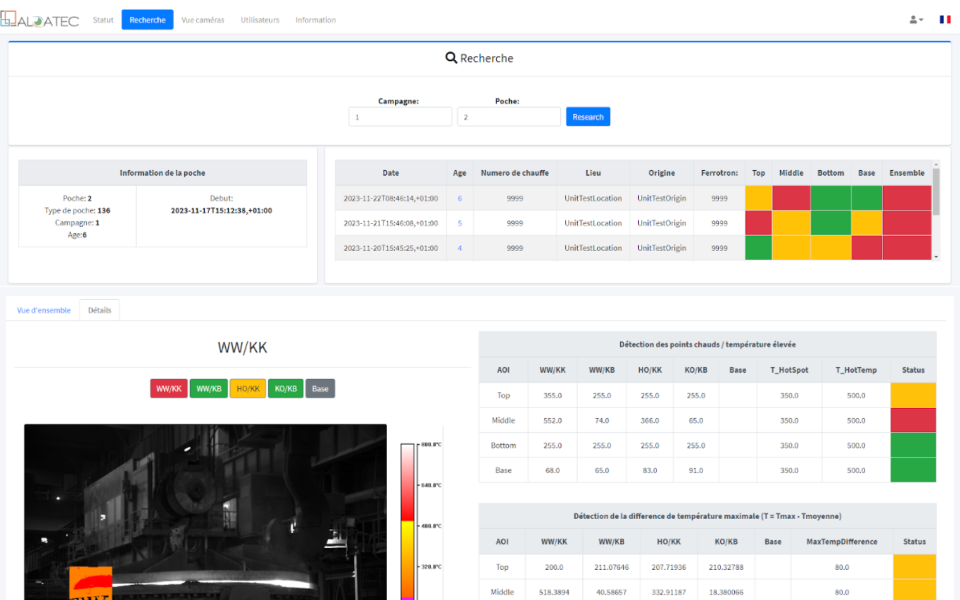 ALOATEC Statut Recherche Vue caméras Utilisateurs Information
Recherche
Campagne: Poche:
1 2 Research
Information de la poche
Poche: 2
Type de poche: 136
Campagne: 1
Age:6
Debut:
2023-11-17T15:12:38,+01:00
Date Age Numero de chauffe Lieu Origine Ferrotron: Top Middle Bottom Base Ensemble
2023-11-22T08:46:14,+01:00 6 9999 UnitTestLocation UnitTestOrigin 9999
2023-11-21T15:46:08,+01:00 5 9999 UnitTestLocation UnitTestOrigin 9999
2023-11-20T15:45:25,+01:00 4 9999 UnitTestLocation UnitTestOrigin 9999
Vue d'ensemble Détails
WW/KK
WW/KK WW/KB HO/KK KO/KB Base
800.0°C
640.0°C
480.0°C
320.0°C
Détection des points chauds / température élevée
AOI WW/KK WW/KB HO/KK KO/KB Base T_HotSpot T_HotTemp Status
Top 355.0 255.0 255.0 255.0 350.0 500.0
Middle 552.0 74.0 366.0 65.0 350.0 500.0
Bottom 255.0 255.0 255.0 255.0 350.0 500.0
Base 68.0 65.0 83.0 91.0 350.0 500.0
Détection de la difference de température maximale (T = Tmax - Tmoyenne)
AOI WW/KK WW/KB HO/KK KO/KB Base MaxTempDifference Status
Top 200.0 211.07646 207.71936 210.32788 80.0
Middle 518.3894 40.58657 332.91187 18.380066 80.0